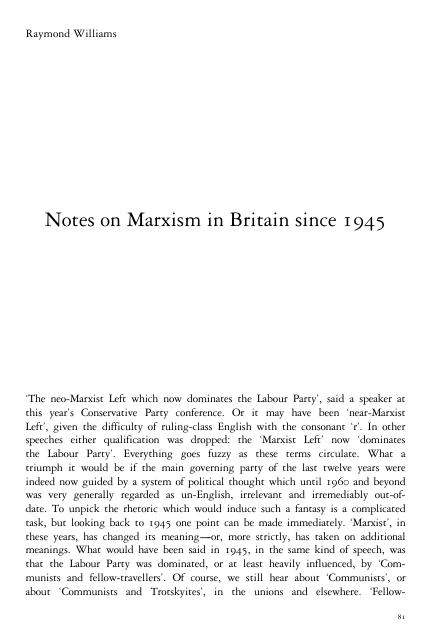 Raymond Williams
Notes on Marxism in Britain since 1945
'The neo-Marxist Left which now dominates the Labour Party', said a speaker at
this year's Conservative Party conference. Or it may have been 'near-Marxist
Left', given the difficulty of ruling-class English with the consonant 'r'. In other
speeches either qualification was dropped: the 'Marxist Left' now 'dominates
the Labour Party'. Everything goes fuzzy as these terms circulate. What a
triumph it would be if the main governing party of the last twelve years were
indeed now guided by a system of political thought which until 1960 and beyond
was very generally regarded as un-English, irrelevant and irremediably out-of-
date. To unpick the rhetoric which would induce such a fantasy is a complicated
task, but looking back to 1945 one point can be made immediately. 'Marxist', in
these years, has changed its meaning—or, more strictly, has taken on additional
meanings. What would have been said in 1945, in the same kind of speech, was
that the Labour Party was dominated, or at least heavily influenced, by 'Com-
munists and fellow-travellers'. Of course, we still hear about 'Communists', or
about 'Communists and Trotskyites', in the unions and elsewhere. 'Fellow-
81